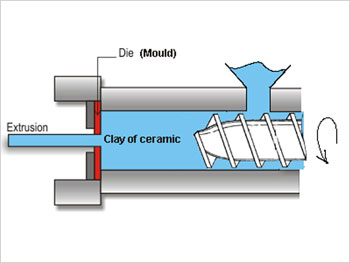 Die (Mould)
Extrusion
Clay of ceramic